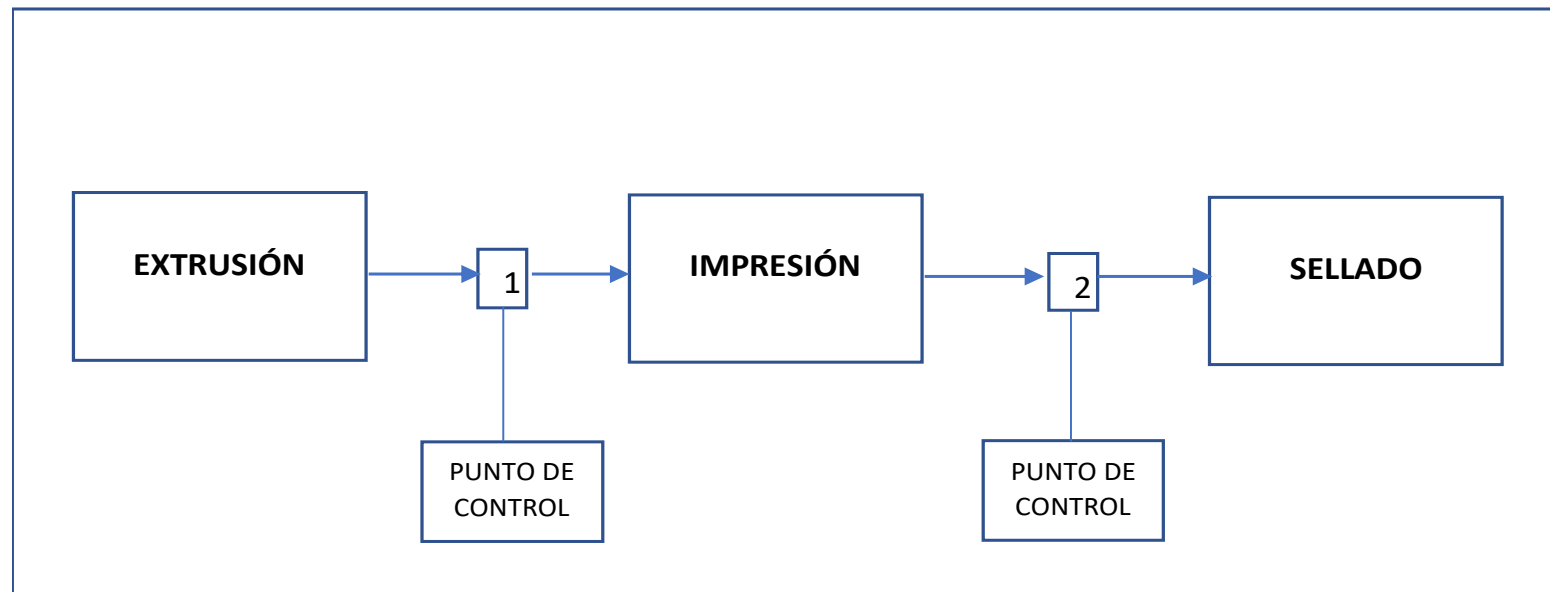 EXTRUSIÓN
1
IMPRESIÓN
2
SELLADO
PUNTO DE
CONTROL
PUNTO DE
CONTROL